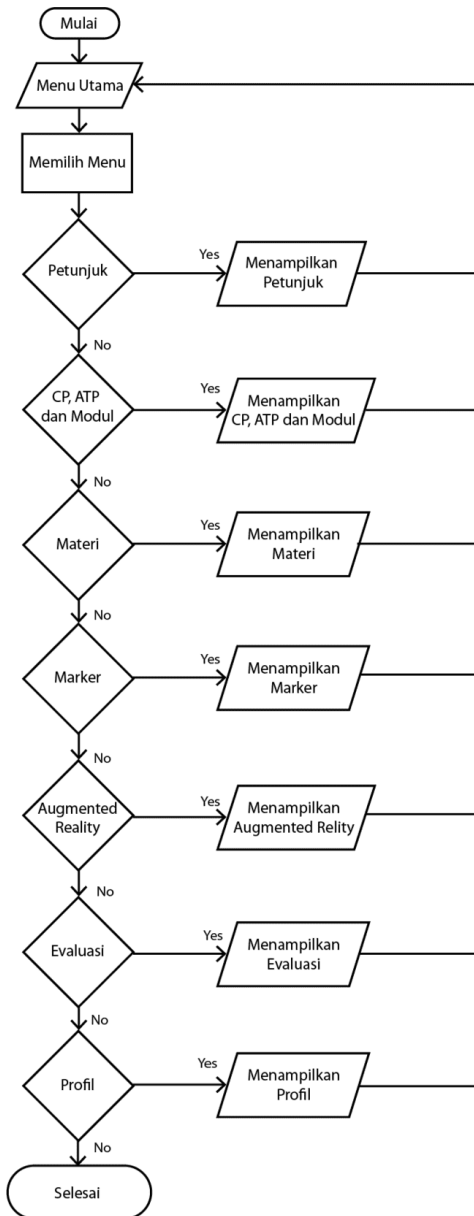 Mulai
Menu Utama
Memilih Menu
Petunjuk
Yes
Menampilkan
Petunjuk
No
CP, ATP
dan Modul
Yes
Menampilkan
CP, ATP dan Modul
No
Materi
Yes
Menampilkan
Materi
No
Marker
Yes
Menampilkan
Marker
No
Augmented
Reality
Yes
Menampilkan
Augmented Relity
No
Evaluasi
Yes
Menampilkan
Evaluasi
No
Profil
Yes
Menampilkan
Profil
No
Selesai